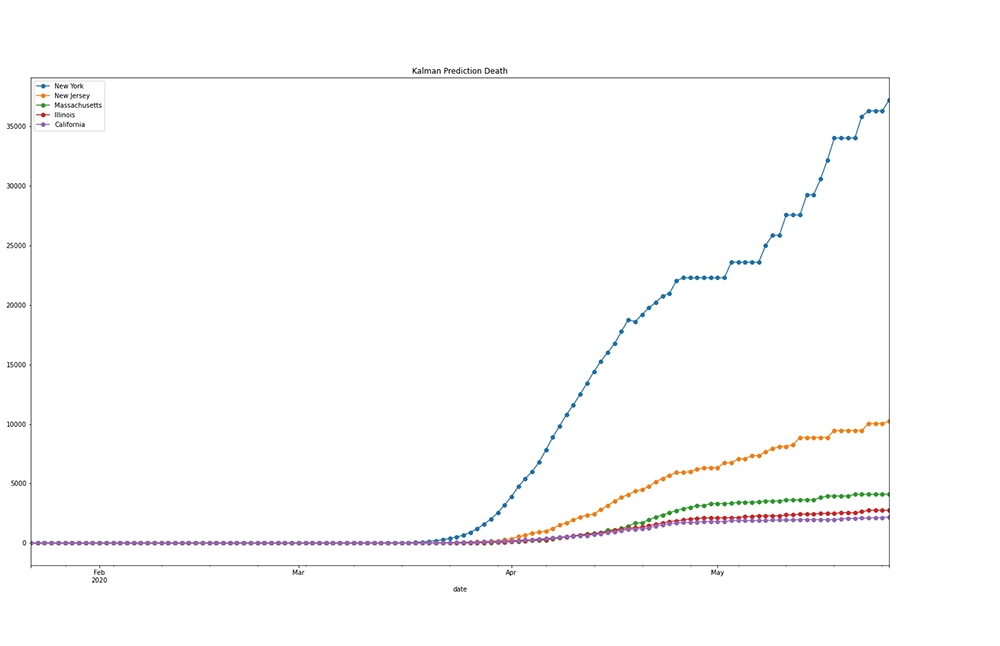 Kalman Prediction Death
New York
New Jersey
Massachusetts
Illinois
California
35000
30000
25000
20000
15000
10000
5000
0
Feb
2020
Mar
Apr
May
date